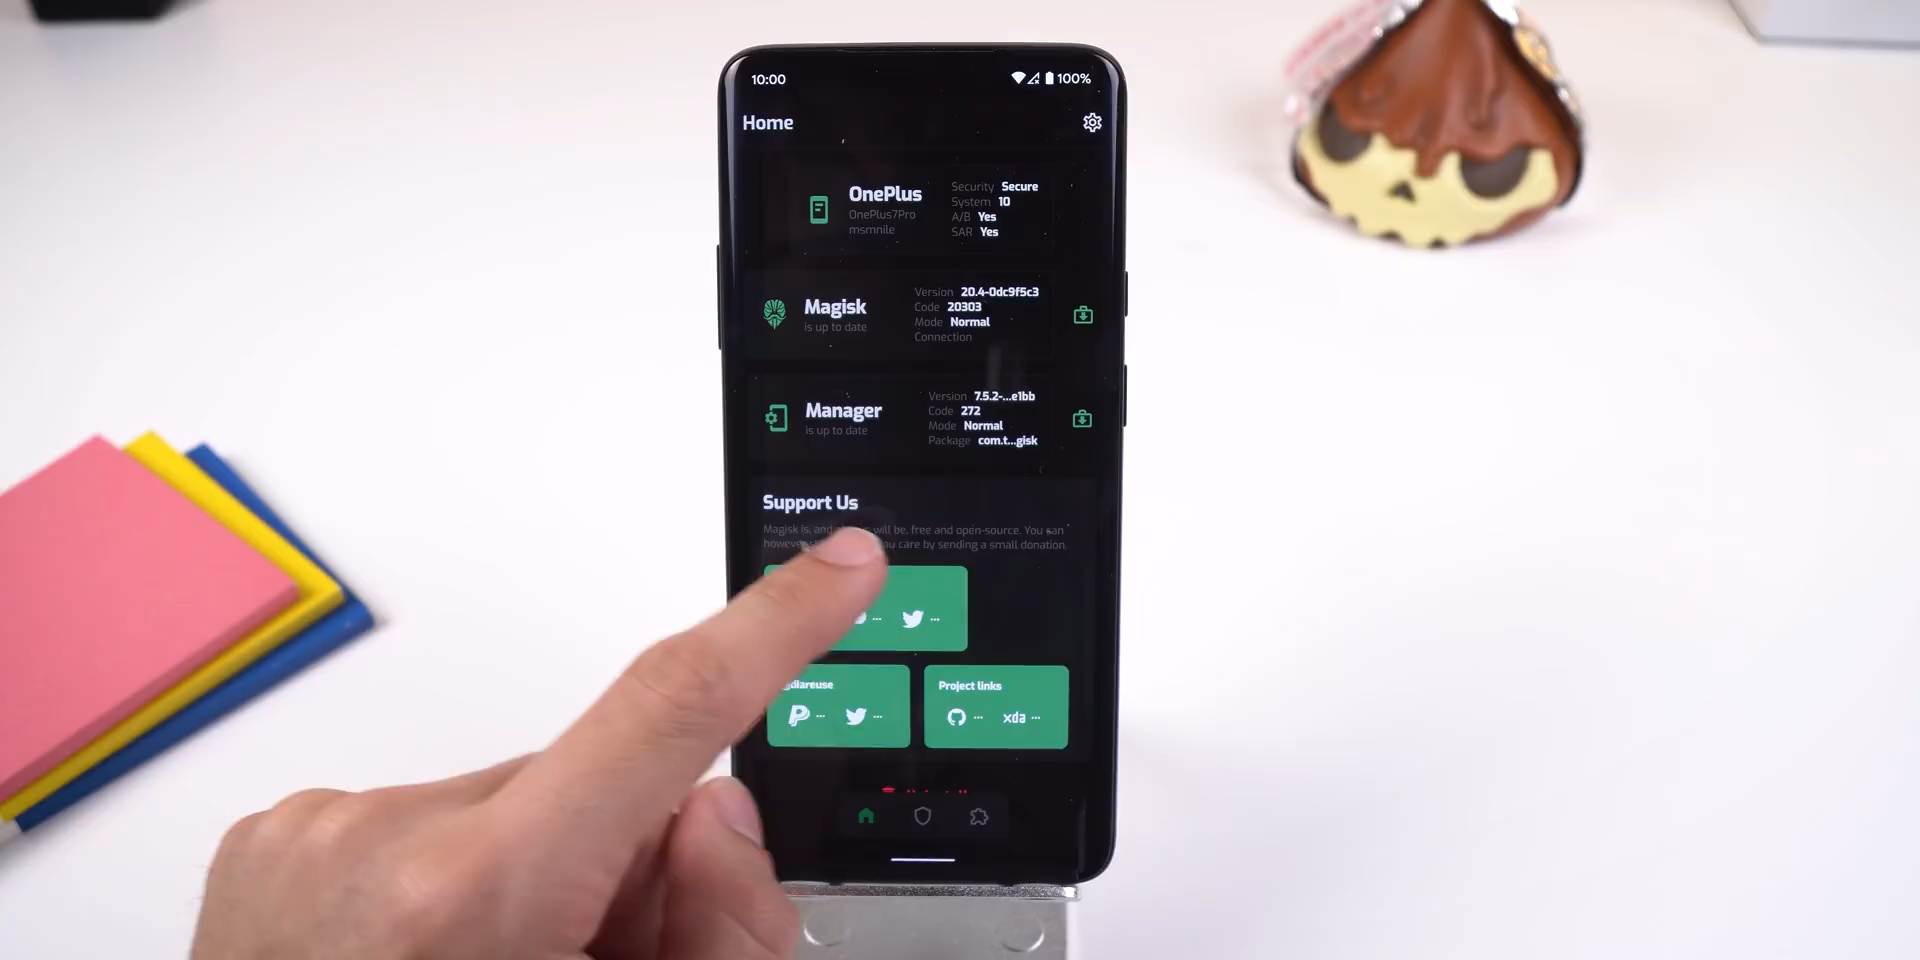 10:00
100%
Home
OnePlus
OnePlus7Pro
msmnile
Security Secure
System 10
A/B Yes
SAR Yes
Magisk
is up to date
Version 20.4-0dc9f5c3
Code 20303
Mode Normal
Connection
Manager
is up to date
Version 7.5.2-...e1bb
Code 272
Mode Normal
Package com.t...gisk
Support Us
Magisk is, and will be, free and open-source. You can
care by sending a small donation.
...
...
diareuse
... ...
Project links
... xda ...